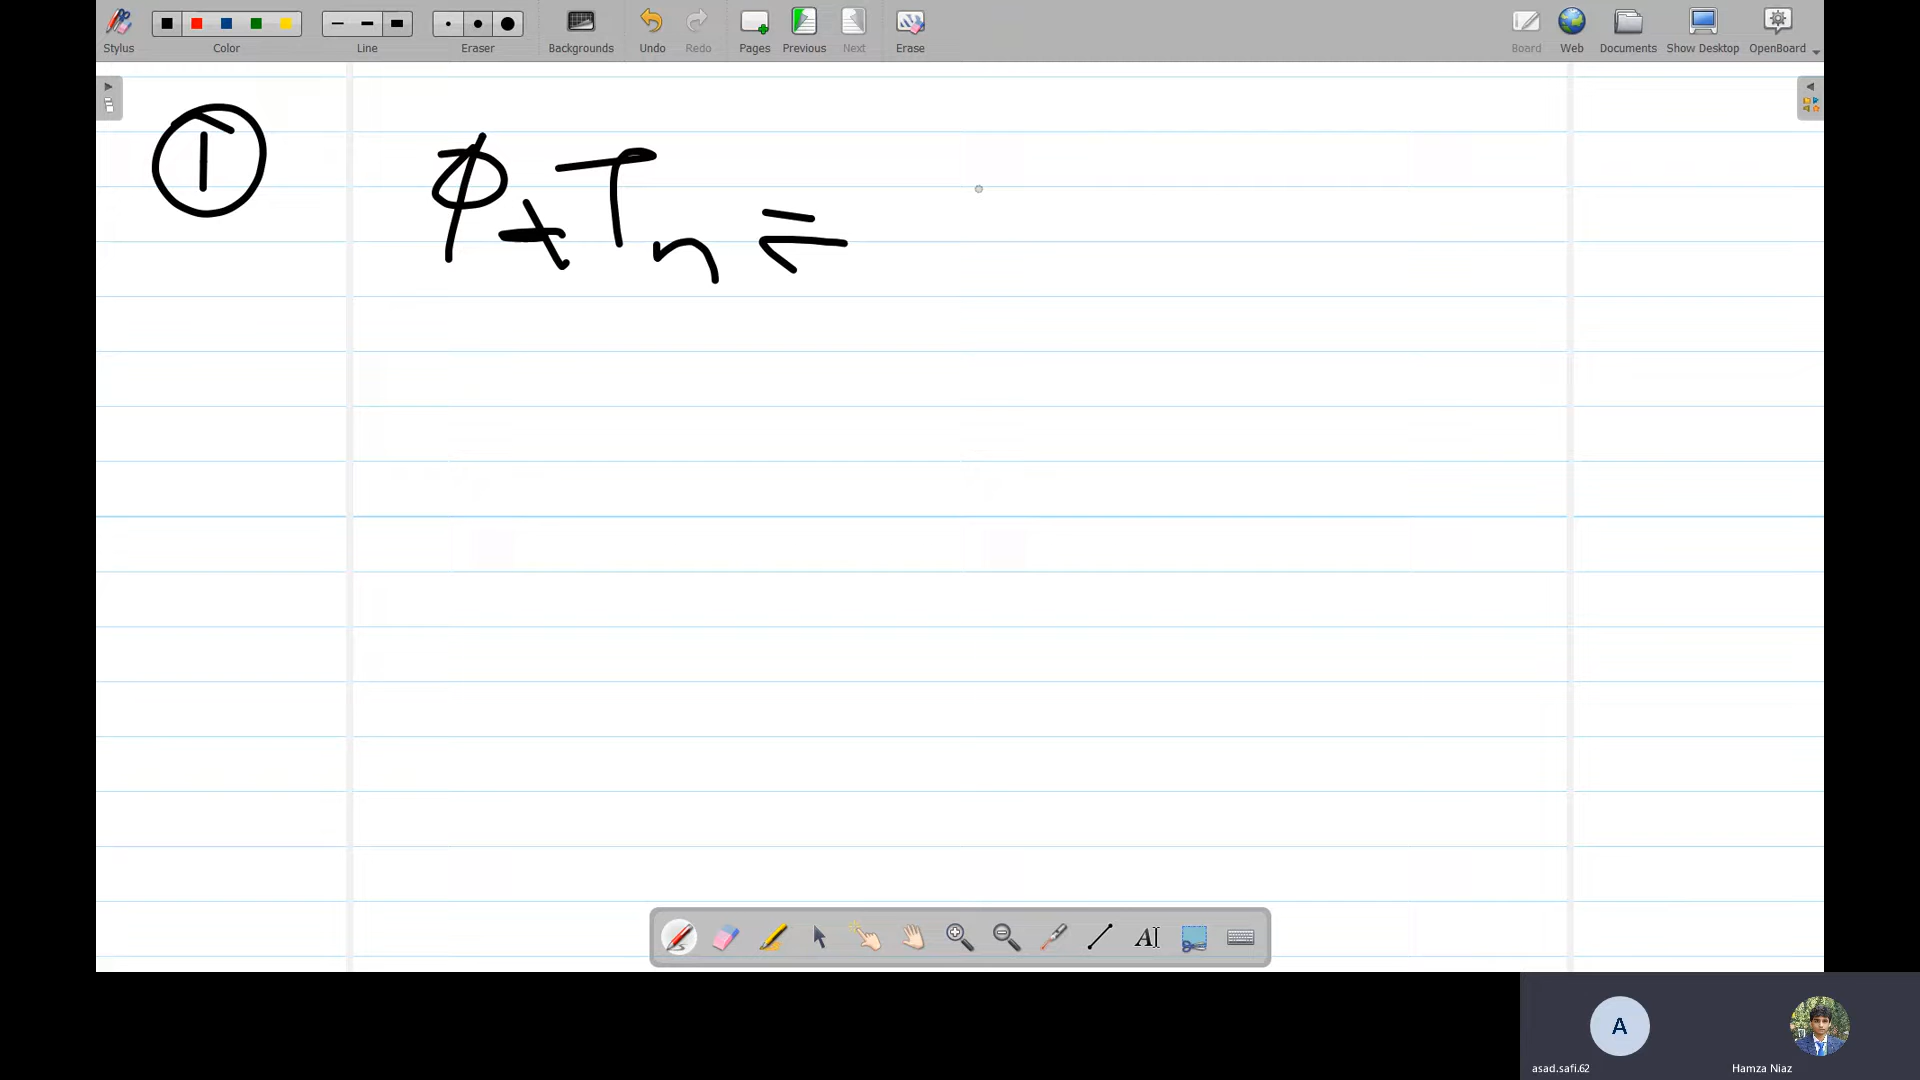 Stylus Color Line Eraser Backgrounds Undo Redo Pages Previous Next Erase Board Web Documents Show Desktop OpenBoard
1 T n =
A
asad.safi.62 Hamza Niaz